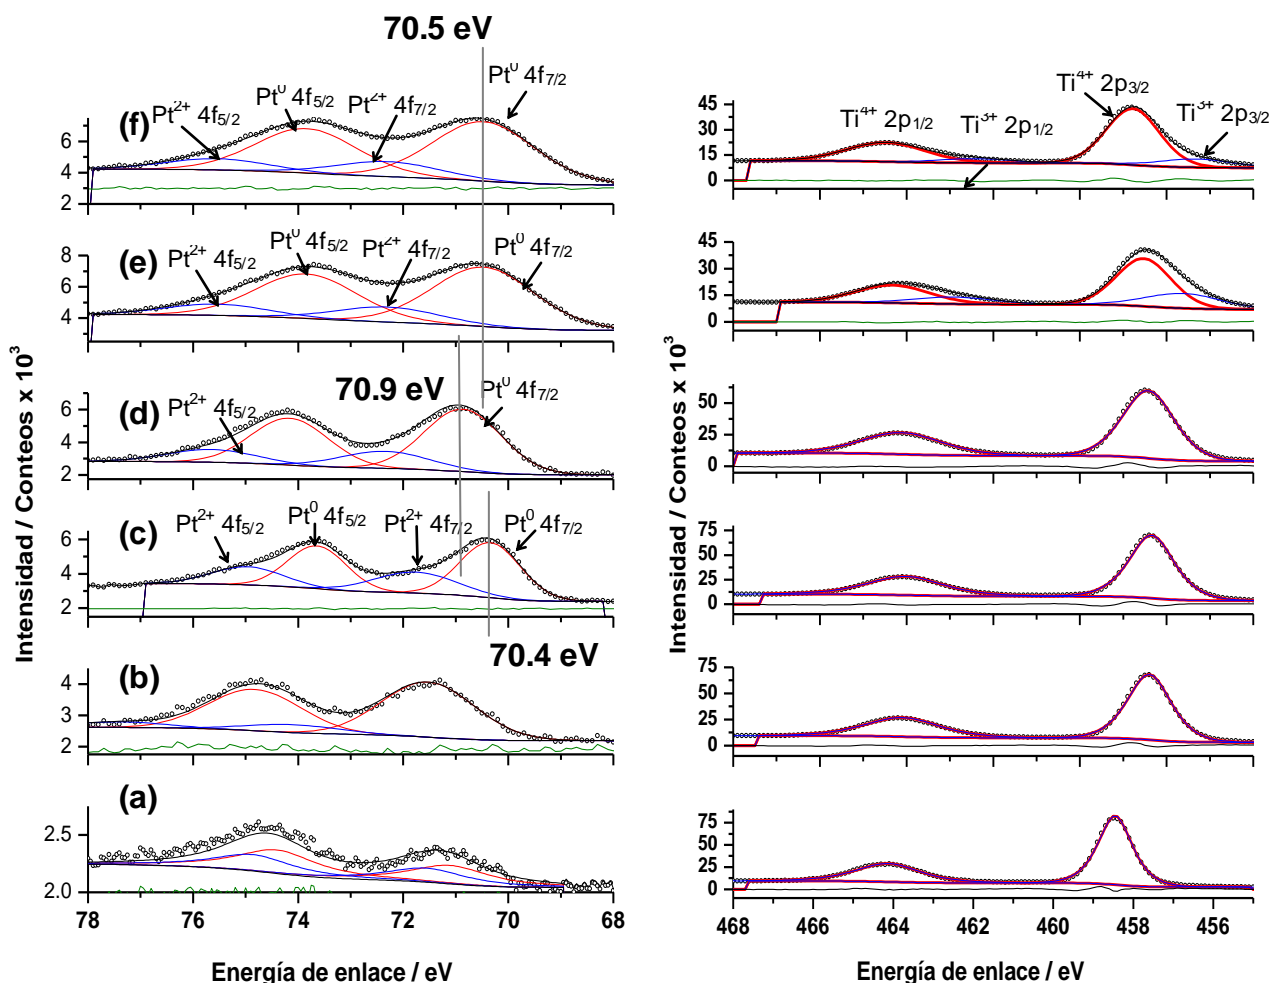 70.5 eV
(f)
Pt2+ 4f5/2
Pt0 4f5/2
Pt2+ 4f7/2
Pt0 4f7/2
6
4
2
(e)
Pt2+ 4f5/2
Pt0 4f5/2
Pt2+ 4f7/2
Pt0 4f7/2
8
6
4
70.9 eV
(d)
Pt2+ 4f5/2
Pt0 4f7/2
6
4
2
(c)
Pt2+ 4f5/2
Pt0 4f5/2
Pt2+ 4f7/2
Pt0 4f7/2
6
4
2
70.4 eV
(b)
4
3
2
(a)
2.5
2.0
78 76 74 72 70 68
Intensidad / Conteos x 103
Energía de enlace / eV
Ti4+ 2p1/2
Ti3+ 2p1/2
Ti4+ 2p3/2
Ti3+ 2p3/2
45
30
15
0
45
30
15
0
50
25
0
75
50
25
0
75
50
25
0
75
50
25
0
468 466 464 462 460 458 456
Intensidad / Conteos x 103
Energía de enlace / eV